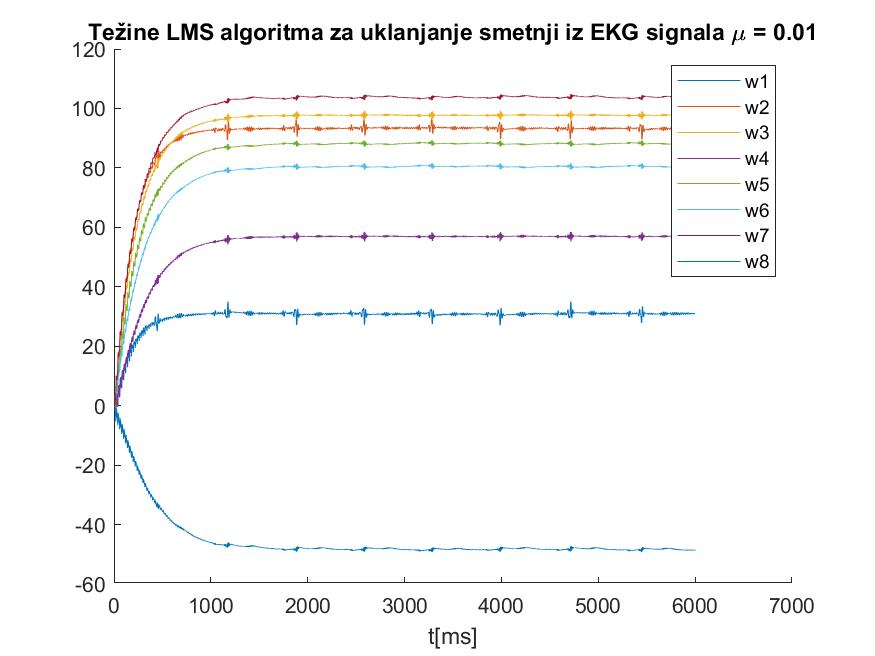 Težine LMS algoritma za uklanjanje smetnji iz EKG signala μ = 0.01
120
100
80
60
40
20
0
-20
-40
-60
0 1000 2000 3000 4000 5000 6000 7000
t[ms]
w1
w2
w3
w4
w5
w6
w7
w8